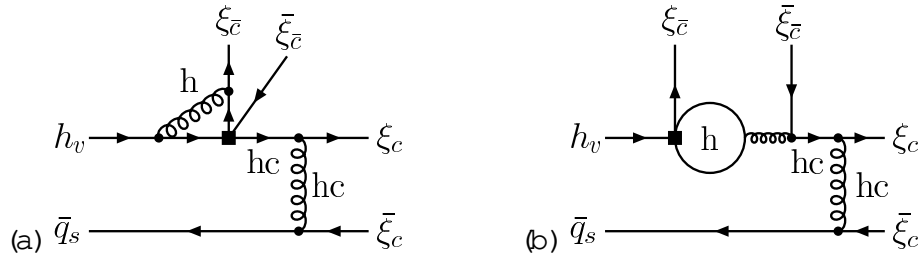 ξ_c̄ ξ̄_c̄ ξ_c̄ ξ̄_c̄
h
h_v ξ_c h_v h ξ_c
hc hc
hc hc
(a) q̄_s ξ̄_c (b) q̄_s ξ̄_c